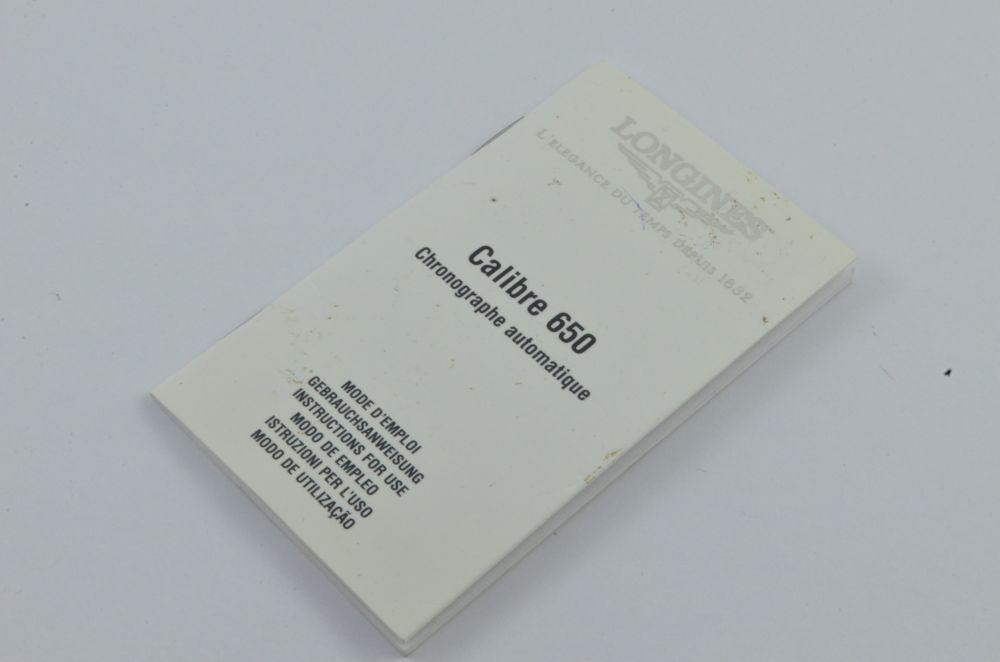 LONGINES
L'ELEGANCE DU TEMPS DEPUIS 1832
Calibre 650
Chronographe automatique
MODE D'EMPLOI
GEBRAUCHSANWEISUNG
INSTRUCTIONS FOR USE
MODO DE EMPLEO
ISTRUZIONI PER L'USO
MODO DE UTILIZAÇÃO